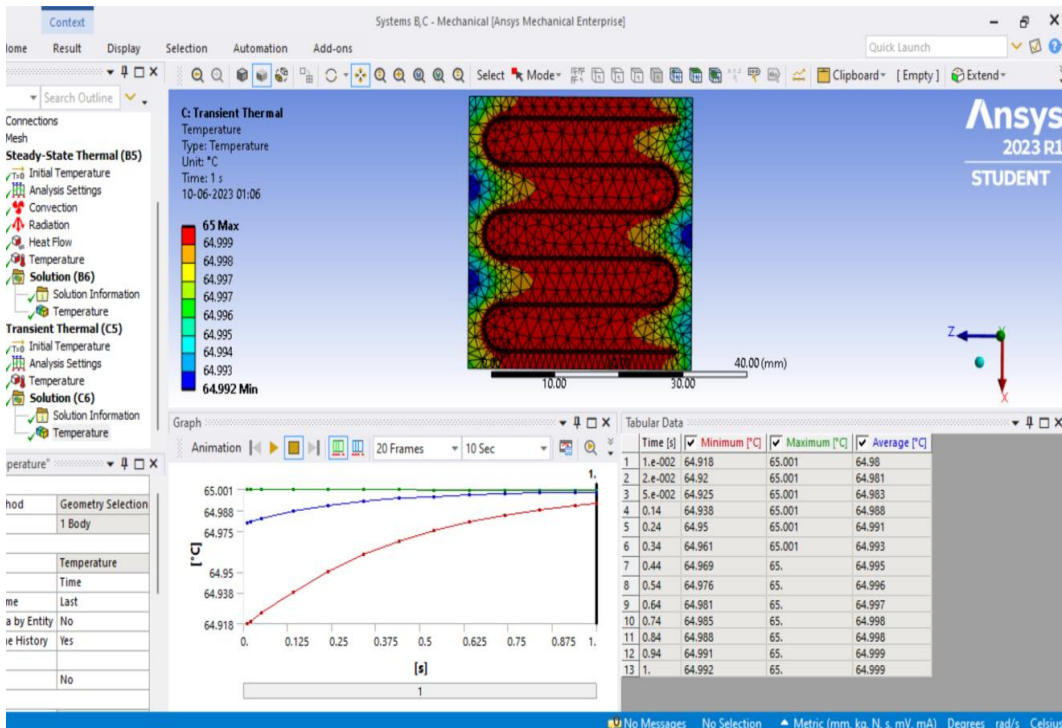 Context
Systems B,C - Mechanical [Ansys Mechanical Enterprise]
Home Result Display Selection Automation Add-ons
Quick Launch
Select Mode Clipboard [ Empty ] Extend
Search Outline
Connections
Mesh
Steady-State Thermal (B5)
T=0 Initial Temperature
Analysis Settings
Convection
Radiation
Heat Flow
Temperature
Solution (B6)
Solution Information
Temperature
Transient Thermal (C5)
T=0 Initial Temperature
Analysis Settings
Temperature
Solution (C6)
Solution Information
Temperature
C: Transient Thermal
Temperature
Type: Temperature
Unit: °C
Time: 1 s
10-06-2023 01:06
65 Max
64.999
64.998
64.997
64.997
64.996
64.995
64.994
64.993
64.992 Min
Ansys
2023 R1
STUDENT
0.00 40.00 (mm)
10.00 30.00
Z
X
perature"
hod Geometry Selection
1 Body
Temperature
Time
me Last
a by Entity No
e History Yes
No
Graph
Animation 20 Frames 10 Sec
1.
65.001
64.988
64.975
64.95
64.938
64.918
[°C]
0. 0.125 0.25 0.375 0.5 0.625 0.75 0.875 1.
[s]
1
Tabular Data
Time [s] Minimum [°C] Maximum [°C] Average [°C]
1 1.e-002 64.918 65.001 64.98
2 2.e-002 64.92 65.001 64.981
3 5.e-002 64.925 65.001 64.983
4 0.14 64.938 65.001 64.988
5 0.24 64.95 65.001 64.991
6 0.34 64.961 65.001 64.993
7 0.44 64.969 65. 64.995
8 0.54 64.976 65. 64.996
9 0.64 64.981 65. 64.997
10 0.74 64.985 65. 64.998
11 0.84 64.988 65. 64.998
12 0.94 64.991 65. 64.999
13 1. 64.992 65. 64.999
No Messages No Selection Metric (mm, kg, N, s, mV, mA) Degrees rad/s Celsius